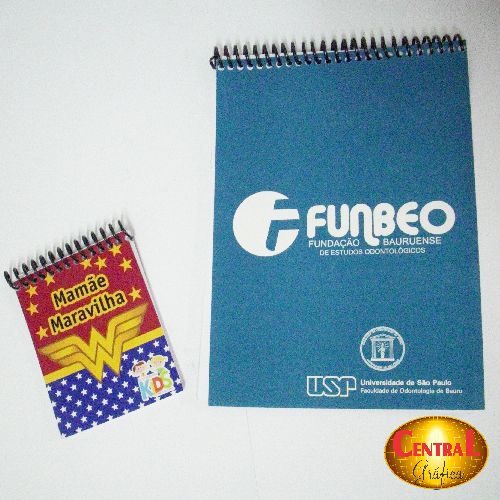 FUNBEO
FUNDAÇÃO BAURUENSE
DE ESTUDOS ODONTOLÓGICOS
Mamãe
Maravilha
KIDS
USP Universidade de São Paulo
Faculdade de Odontologia de Bauru
CENTRAL
Gráfica